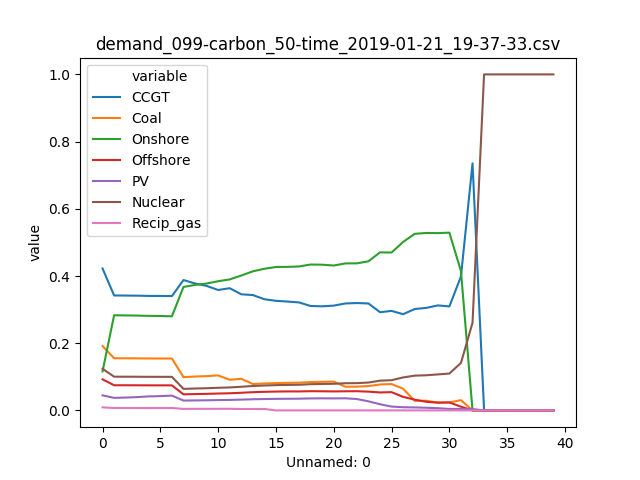 demand_099-carbon_50-time_2019-01-21_19-37-33.csv
variable
CCGT
Coal
Onshore
Offshore
PV
Nuclear
Recip_gas
value
1.0
0.8
0.6
0.4
0.2
0.0
0 5 10 15 20 25 30 35 40
Unnamed: 0